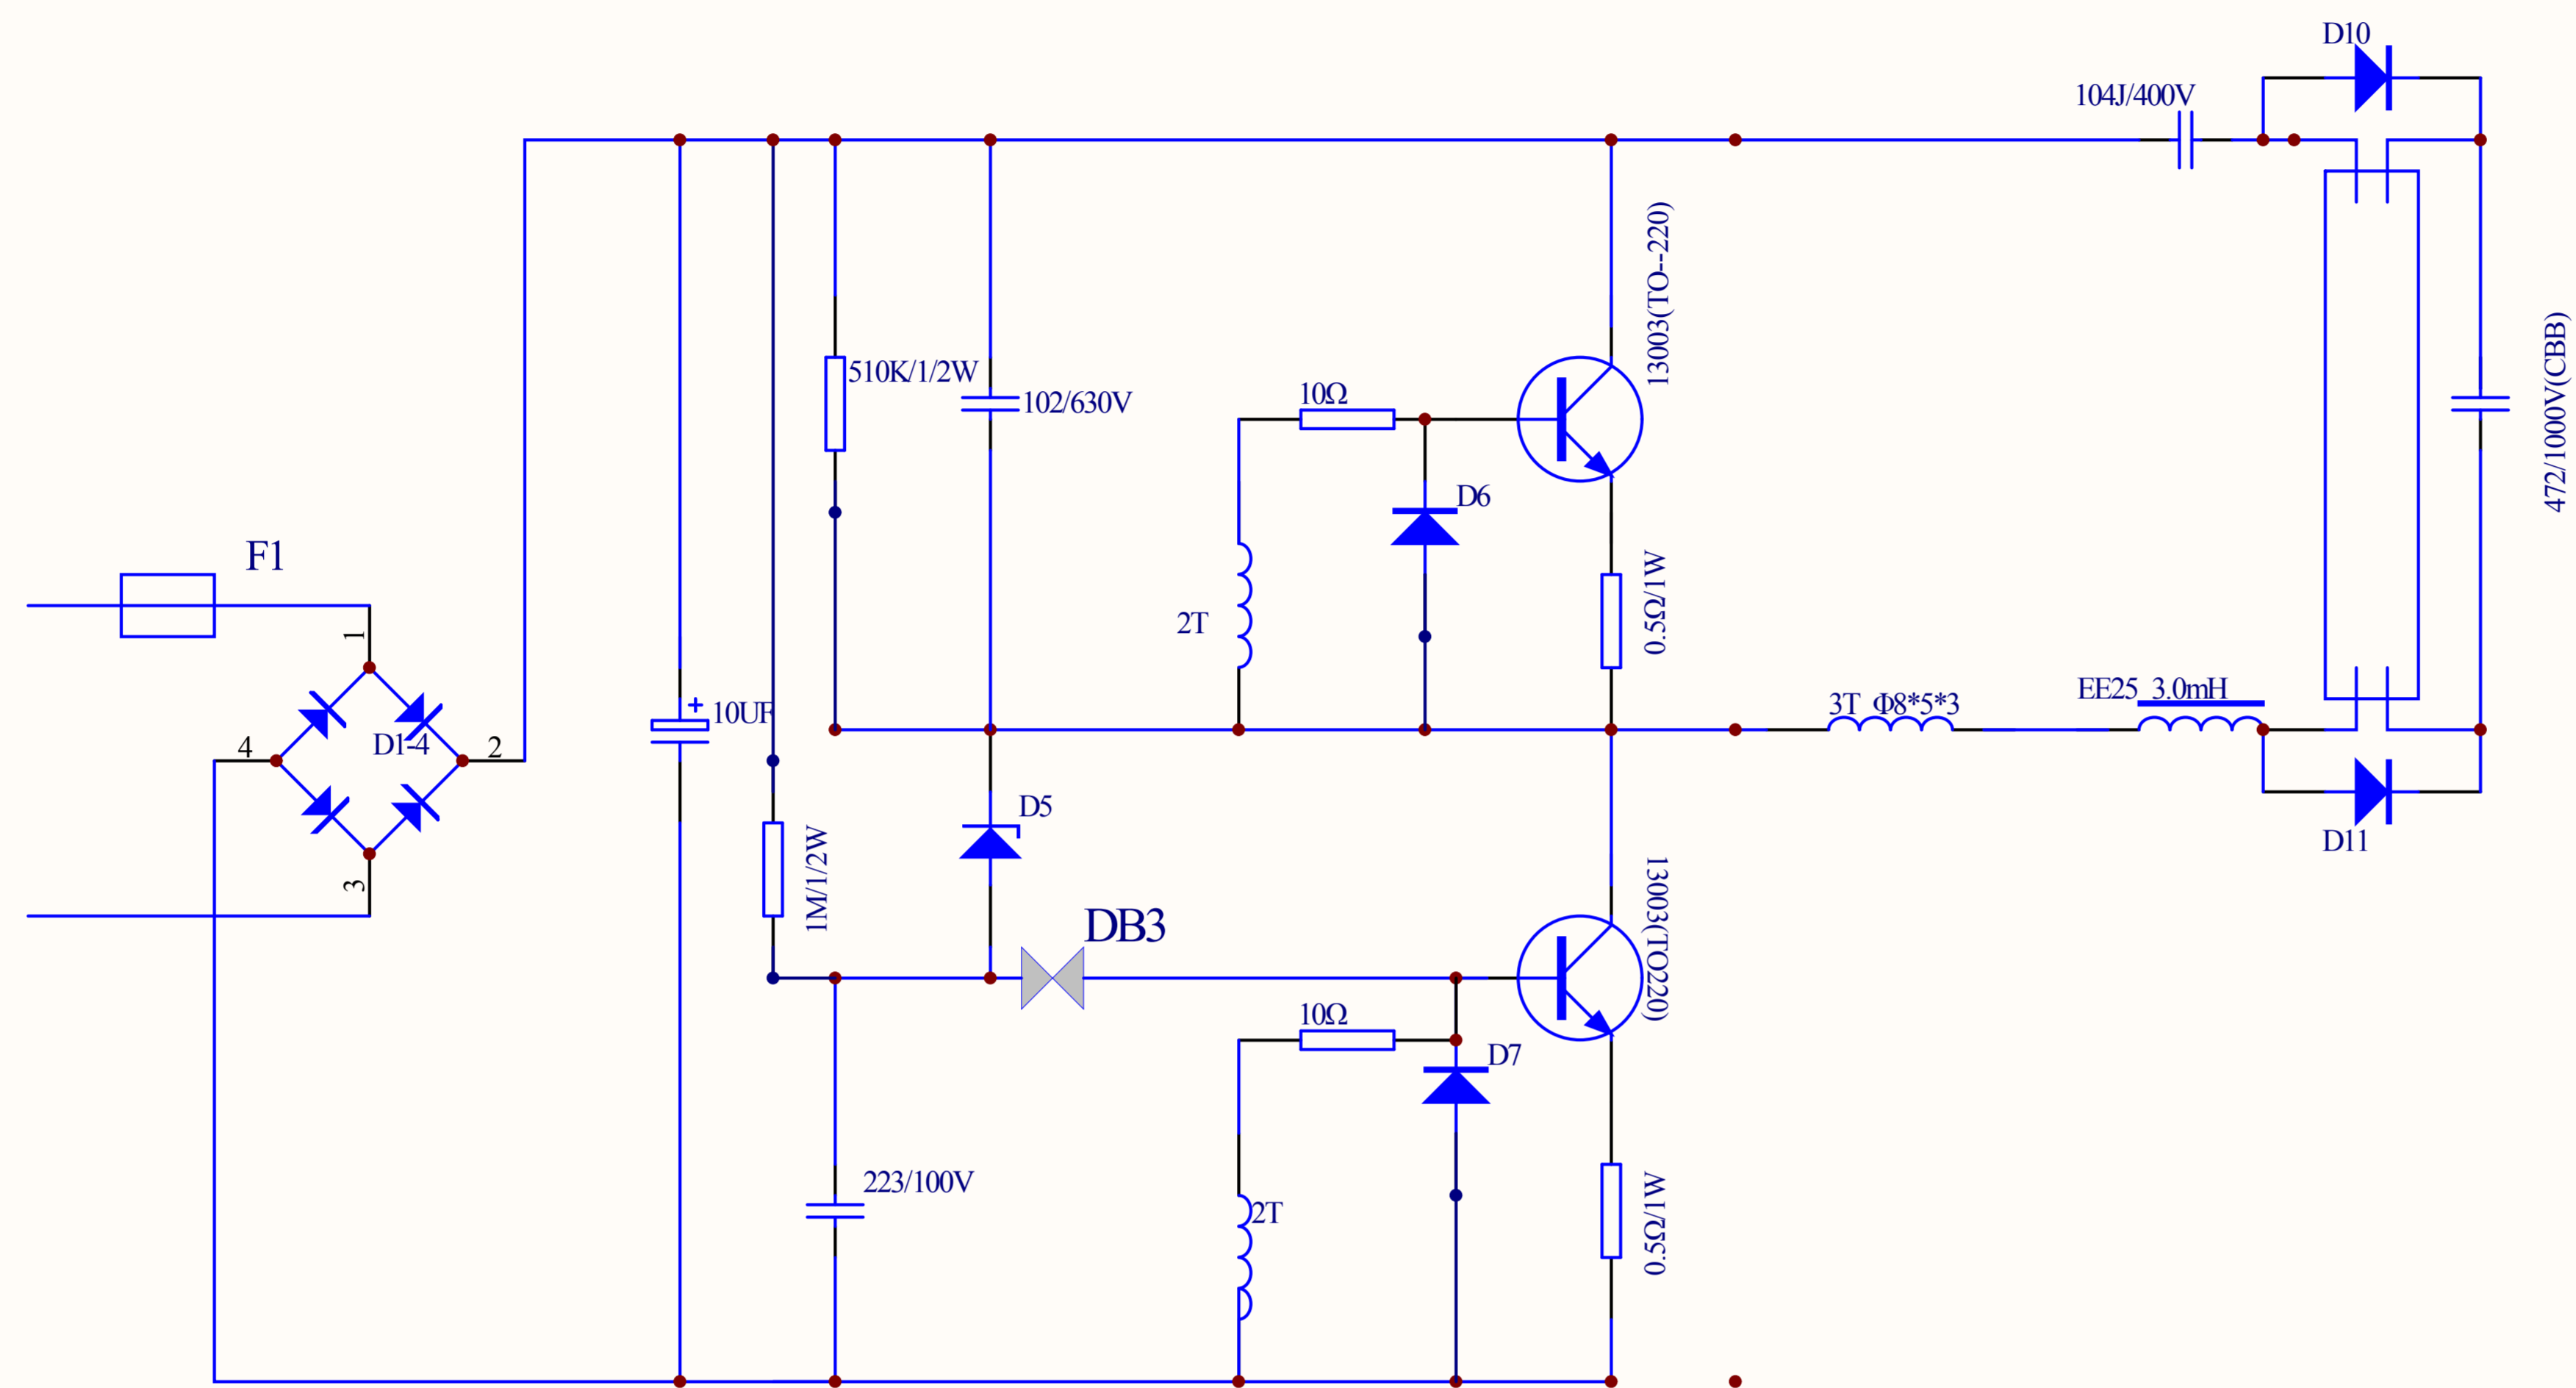 D10
104J/400V
13003(TO--220)
510K/1/2W
102/630V
10Ω
472/1000V(CBB)
D6
F1
0.5Ω/1W
2T
1
10UF
+
3T Φ8*5*3
EE25 3.0mH
D1-4
4
2
D5
D11
1M/1/2W
3
DB3
13003(TO220)
10Ω
D7
223/100V
2T
0.5Ω/1W